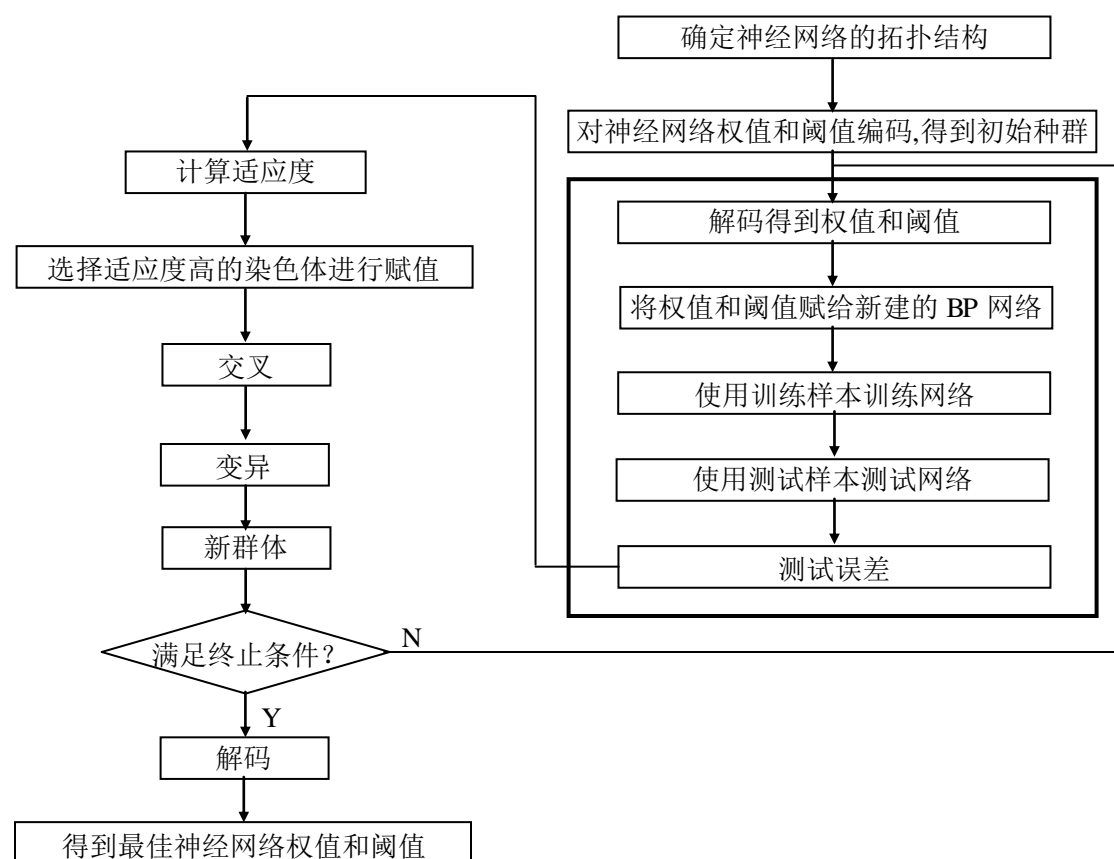 确定神经网络的拓扑结构
对神经网络权值和阈值编码,得到初始种群
解码得到权值和阈值
将权值和阈值赋给新建的 BP 网络
使用训练样本训练网络
使用测试样本测试网络
测试误差
计算适应度
选择适应度高的染色体进行赋值
交叉
变异
新群体
满足终止条件？
N
Y
解码
得到最佳神经网络权值和阈值